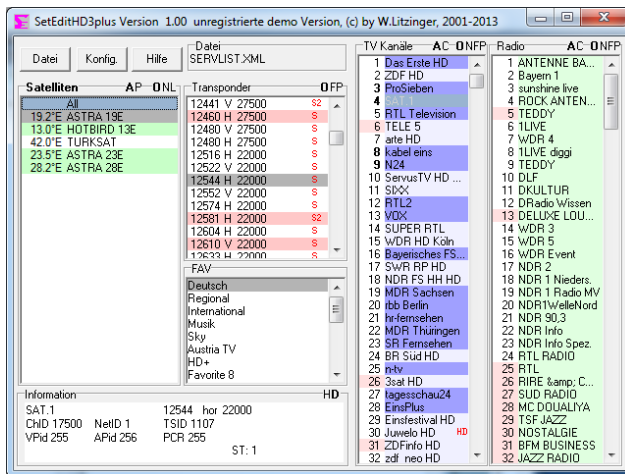 SetEditHD3plus Version 1.00 unregistrierte demo Version, (c) by W.Litzinger, 2001-2013
Datei
Konfig.
Hilfe
Datei
SERVLIST.XML
Satelliten AP ONL
All
19.2°E ASTRA 19E
13.0°E HOTBIRD 13E
42.0°E TURKSAT
23.5°E ASTRA 23E
28.2°E ASTRA 28E
Transponder OFP
12441 V 27500 S2
12460 H 27500 S
12480 V 27500 S
12480 H 27500 S
12516 H 22000 S
12522 V 22000 S
12544 H 22000 S
12552 V 22000 S
12574 H 22000 S
12581 H 22000 S2
12604 H 22000 S
12610 V 22000 S
12633 H 22000 S
FAV
Deutsch
Regional
International
Musik
Sky
Austria TV
HD+
Favorite 8
Information HD
SAT.1 12544 hor 22000
ChID 17500 NetID 1 TSID 1107
VPid 255 APid 256 PCR 255
ST: 1
TV Kanäle AC-ONFP
1 Das Erste HD
2 ZDF HD
3 ProSieben
4 SAT.1
5 RTL Television
6 TELE 5
7 arte HD
8 kabel eins
9 N24
10 ServusTV HD ...
11 SIXX
12 RTL2
13 VOX
14 SUPER RTL
15 WDR HD Köln
16 Bayerisches FS...
17 SWR RP HD
18 NDR FS HH HD
19 MDR Sachsen
20 rbb Berlin
21 hr-fernsehen
22 MDR Thüringen
23 SR Fernsehen
24 BR Süd HD
25 n-tv
26 3sat HD
27 tagesschau24
28 EinsPlus
29 Einsfestival HD
30 Juwelo HD HD
31 ZDFinfo HD
32 zdf_neo HD
Radio AC-ONFP
1 ANTENNE BA...
2 Bayern 1
3 sunshine live
4 ROCK ANTEN...
5 TEDDY
6 1LIVE
7 WDR 4
8 1LIVE diggi
9 TEDDY
10 DLF
11 DKULTUR
12 DRadio Wissen
13 DELUXE LOU...
14 WDR 3
15 WDR 5
16 WDR Event
17 NDR 2
18 NDR 1 Nieders.
19 NDR 1 Radio MV
20 NDR1WelleNord
21 NDR 90,3
22 NDR Info
23 NDR Info Spez.
24 RTL RADIO
25 RTL
26 RIRE &amp; C...
27 SUD RADIO
28 MC DOUALIYA
29 TSF JAZZ
30 NOSTALGIE
31 BFM BUSINESS
32 JAZZ RADIO